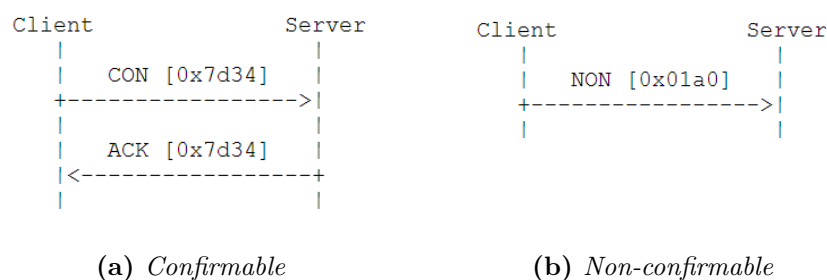 Client Server
CON [0x7d34]
+----------------->|
ACK [0x7d34]
|<-----------------+
(a) Confirmable
Client Server
NON [0x01a0]
+----------------->|
(b) Non-confirmable